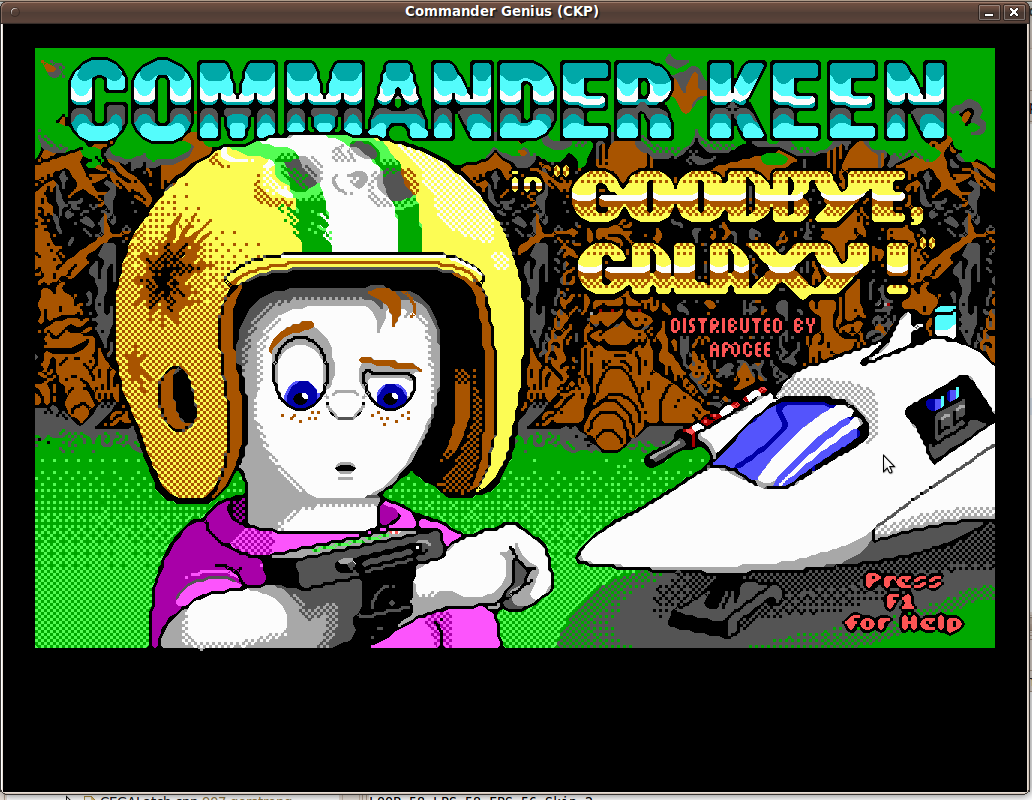 Commander Genius (CKP)
COMMANDER KEEN
in "GOODBYE,
GALAXY!"
DISTRIBUTED BY
APOGEE
Press
F1
for Help